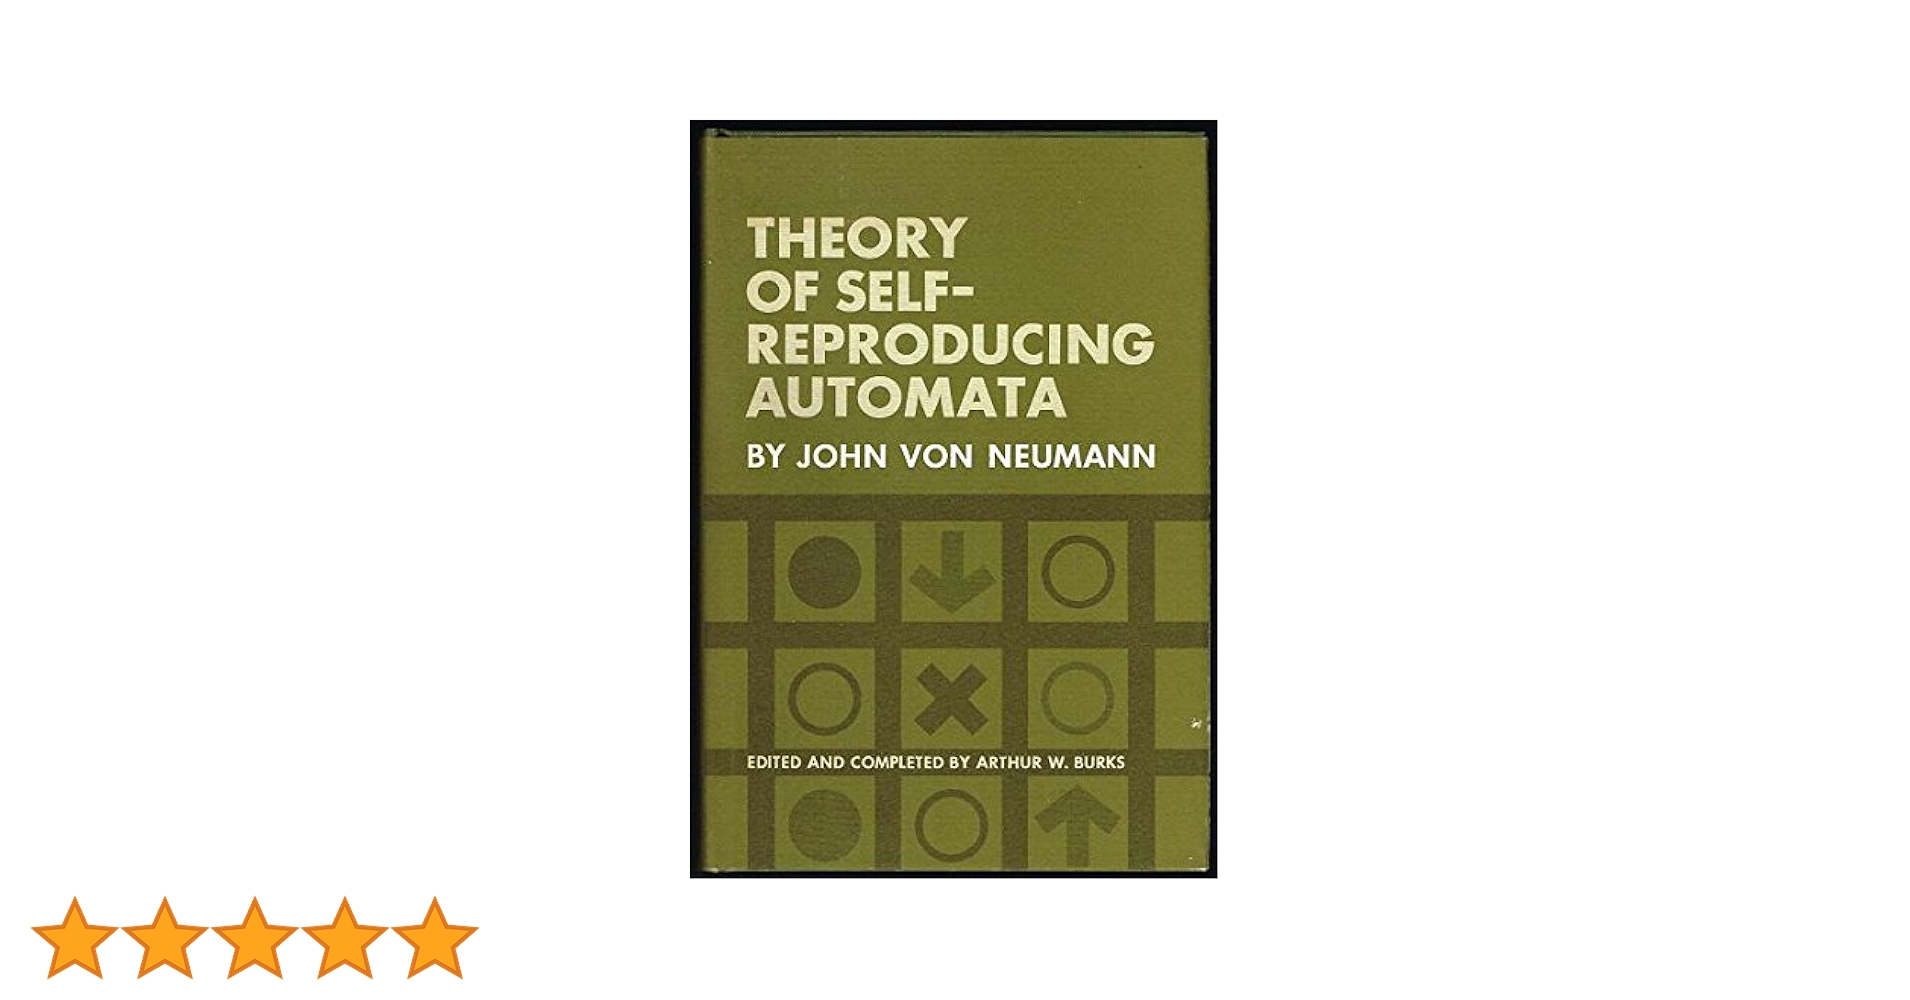 THEORY
OF SELF-
REPRODUCING
AUTOMATA
BY JOHN VON NEUMANN
EDITED AND COMPLETED BY ARTHUR W. BURKS